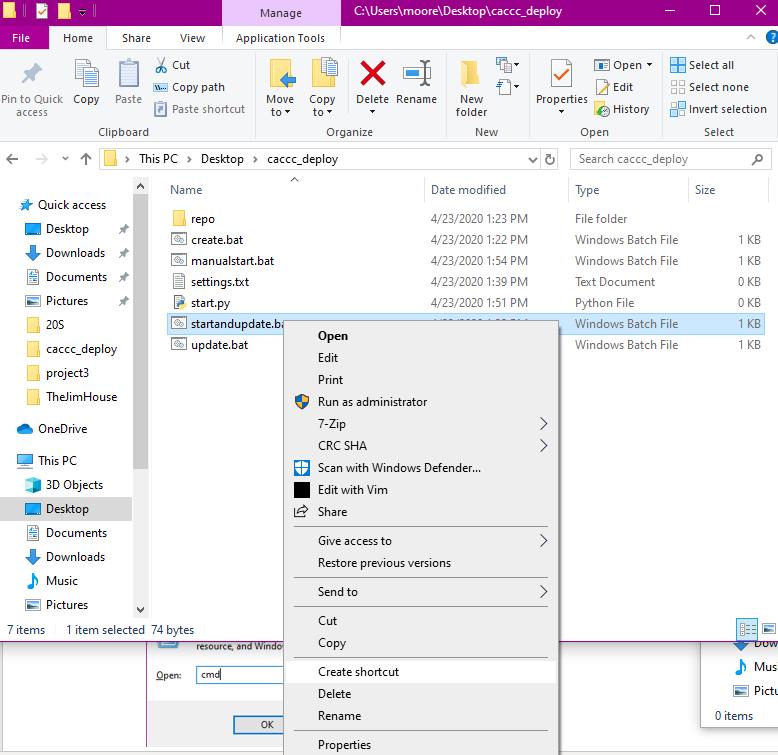 Manage
C:\Users\moore\Desktop\caccc_deploy
File
Home
Share
View
Application Tools
Pin to Quick access
Copy
Paste
Cut
Copy path
Paste shortcut
Clipboard
Move to
Copy to
Delete
Rename
Organize
New folder
New
Properties
Open
Edit
History
Open
Select all
Select none
Invert selection
Select
This PC > Desktop > caccc_deploy
Search caccc_deploy
Name Date modified Type Size
repo 4/23/2020 1:23 PM File folder
create.bat 4/23/2020 1:22 PM Windows Batch File 1 KB
manualstart.bat 4/23/2020 1:54 PM Windows Batch File 1 KB
settings.txt 4/23/2020 1:39 PM Text Document 0 KB
start.py 4/23/2020 1:51 PM Python File 0 KB
startandupdate.ba Windows Batch File 1 KB
update.bat Windows Batch File 1 KB
Quick access
Desktop
Downloads
Documents
Pictures
20S
caccc_deploy
project3
TheJimHouse
OneDrive
This PC
3D Objects
Desktop
Documents
Downloads
Music
Pictures
Open
Edit
Print
Run as administrator
7-Zip
CRC SHA
Scan with Windows Defender...
Edit with Vim
Share
Give access to
Restore previous versions
Send to
Cut
Copy
Create shortcut
Delete
Rename
Properties
7 items 1 item selected 74 bytes
resource, and Window
Open: cmd
OK
Dow
Mus
Pictu
0 items